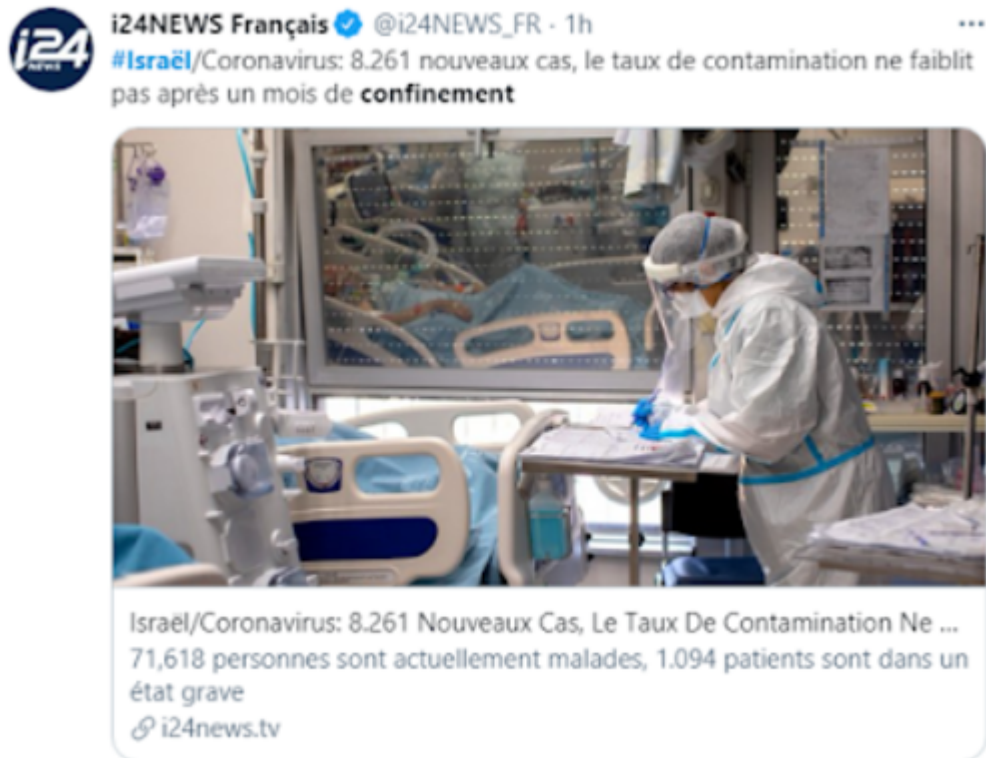 i24NEWS Français @i24NEWS_FR · 1h
#Israël/Coronavirus: 8.261 nouveaux cas, le taux de contamination ne faiblit
pas après un mois de confinement
i24
NEWS
Israël/Coronavirus: 8.261 Nouveaux Cas, Le Taux De Contamination Ne ...
71,618 personnes sont actuellement malades, 1.094 patients sont dans un
état grave
i24news.tv